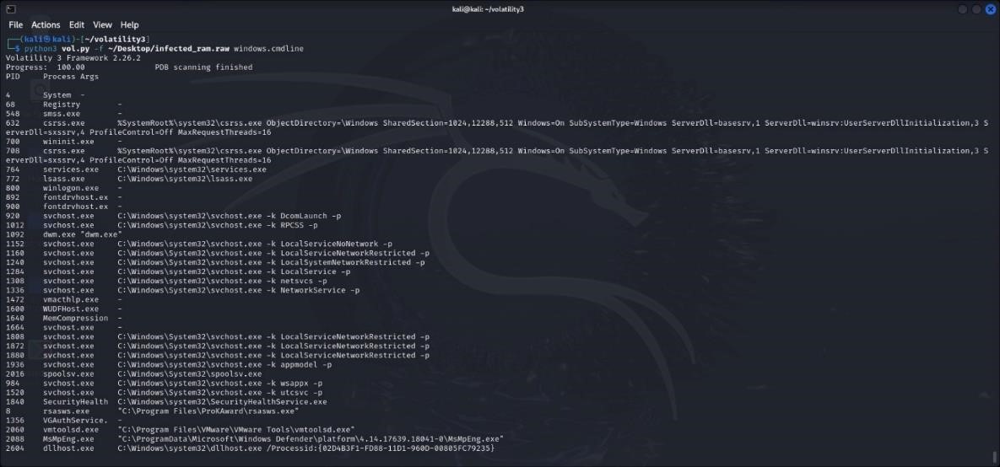 kali@kali: ~/volatility3
File Actions Edit View Help
┌──(kali㉿kali)-[~/volatility3]
└─$ python3 vol.py -f ~/Desktop/infected_ram.raw windows.cmdline
Volatility 3 Framework 2.26.2
Progress: 100.00 PDB scanning finished
PID Process Args
4 System -
68 Registry -
548 smss.exe -
632 csrss.exe %SystemRoot%\system32\csrss.exe ObjectDirectory=\Windows SharedSection=1024,12288,512 Windows=On SubSystemType=Windows ServerDll=basesrv,1 ServerDll=winsrv:UserServerDllInitialization,3 S
erverDll=sxssrv,4 ProfileControl=Off MaxRequestThreads=16
700 wininit.exe -
708 csrss.exe %SystemRoot%\system32\csrss.exe ObjectDirectory=\Windows SharedSection=1024,12288,512 Windows=On SubSystemType=Windows ServerDll=basesrv,1 ServerDll=winsrv:UserServerDllInitialization,3 S
erverDll=sxssrv,4 ProfileControl=Off MaxRequestThreads=16
764 services.exe C:\Windows\system32\services.exe
772 lsass.exe C:\Windows\system32\lsass.exe
800 winlogon.exe -
892 fontdrvhost.ex -
900 fontdrvhost.ex -
920 svchost.exe C:\Windows\system32\svchost.exe -k DcomLaunch -p
1012 svchost.exe C:\Windows\system32\svchost.exe -k RPCSS -p
1092 dwm.exe "dwm.exe"
1152 svchost.exe C:\Windows\system32\svchost.exe -k LocalServiceNoNetwork -p
1160 svchost.exe C:\Windows\System32\svchost.exe -k LocalServiceNetworkRestricted -p
1240 svchost.exe C:\Windows\System32\svchost.exe -k LocalSystemNetworkRestricted -p
1284 svchost.exe C:\Windows\system32\svchost.exe -k LocalService -p
1308 svchost.exe C:\Windows\system32\svchost.exe -k netsvcs -p
1336 svchost.exe C:\Windows\System32\svchost.exe -k NetworkService -p
1472 vmacthlp.exe -
1600 WUDFHost.exe -
1640 MemCompression -
1664 svchost.exe -
1808 svchost.exe C:\Windows\System32\svchost.exe -k LocalServiceNetworkRestricted -p
1872 svchost.exe C:\Windows\system32\svchost.exe -k LocalServiceNetworkRestricted -p
1880 svchost.exe C:\Windows\system32\svchost.exe -k LocalServiceNetworkRestricted -p
1936 svchost.exe C:\Windows\system32\svchost.exe -k appmodel -p
2016 spoolsv.exe C:\Windows\System32\spoolsv.exe
984 svchost.exe C:\Windows\system32\svchost.exe -k wsappx -p
1520 svchost.exe C:\Windows\System32\svchost.exe -k utcsvc -p
1840 SecurityHealth C:\Windows\system32\SecurityHealthService.exe
8 rsasws.exe "C:\Program Files\ProKAward\rsasws.exe"
1356 VGAuthService. -
2060 vmtoolsd.exe "C:\Program Files\VMware\VMware Tools\vmtoolsd.exe"
2088 MsMpEng.exe "C:\ProgramData\Microsoft\Windows Defender\platform\4.14.17639.18041-0\MsMpEng.exe"
2604 dllhost.exe C:\Windows\system32\dllhost.exe /Processid:{02D4B3F1-FD88-11D1-960D-00805FC79235}